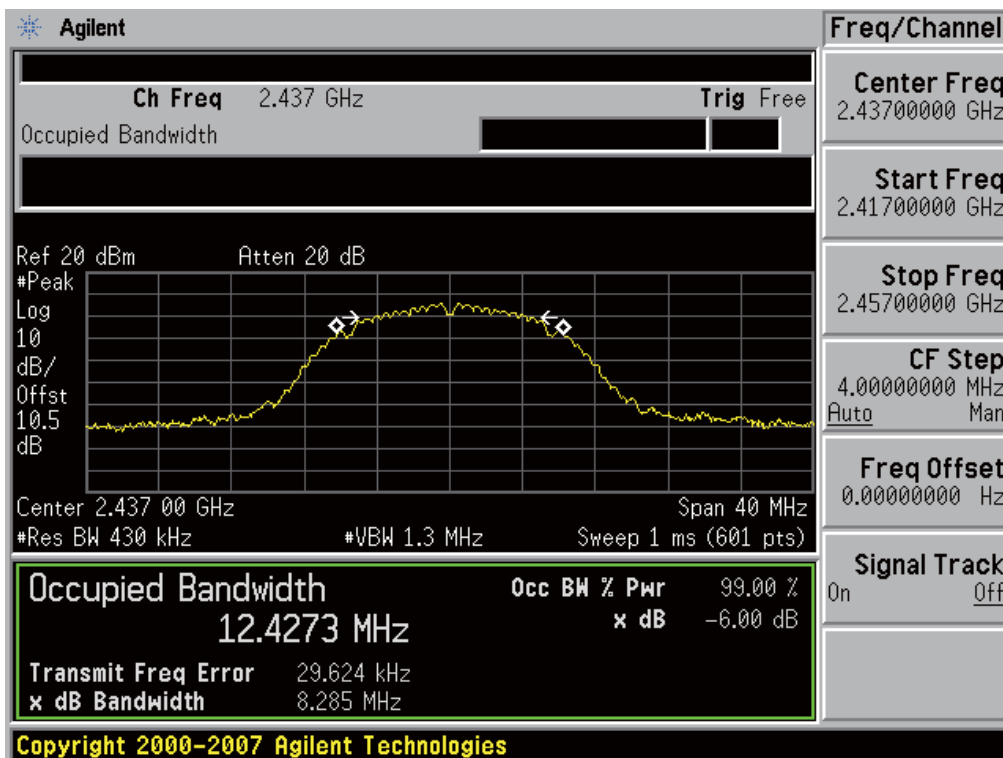 Agilent
Freq/Channel
Ch Freq 2.437 GHz Trig Free
Occupied Bandwidth
Center Freq
2.43700000 GHz
Start Freq
2.41700000 GHz
Stop Freq
2.45700000 GHz
CF Step
4.00000000 MHz
Auto Man
Freq Offset
0.00000000 Hz
Signal Track
On Off
Ref 20 dBm Atten 20 dB
#Peak
Log
10
dB/
Offst
10.5
dB
Center 2.437 00 GHz Span 40 MHz
#Res BW 430 kHz #VBW 1.3 MHz Sweep 1 ms (601 pts)
Occupied Bandwidth Occ BW % Pwr 99.00 %
12.4273 MHz x dB -6.00 dB
Transmit Freq Error 29.624 kHz
x dB Bandwidth 8.285 MHz
Copyright 2000-2007 Agilent Technologies